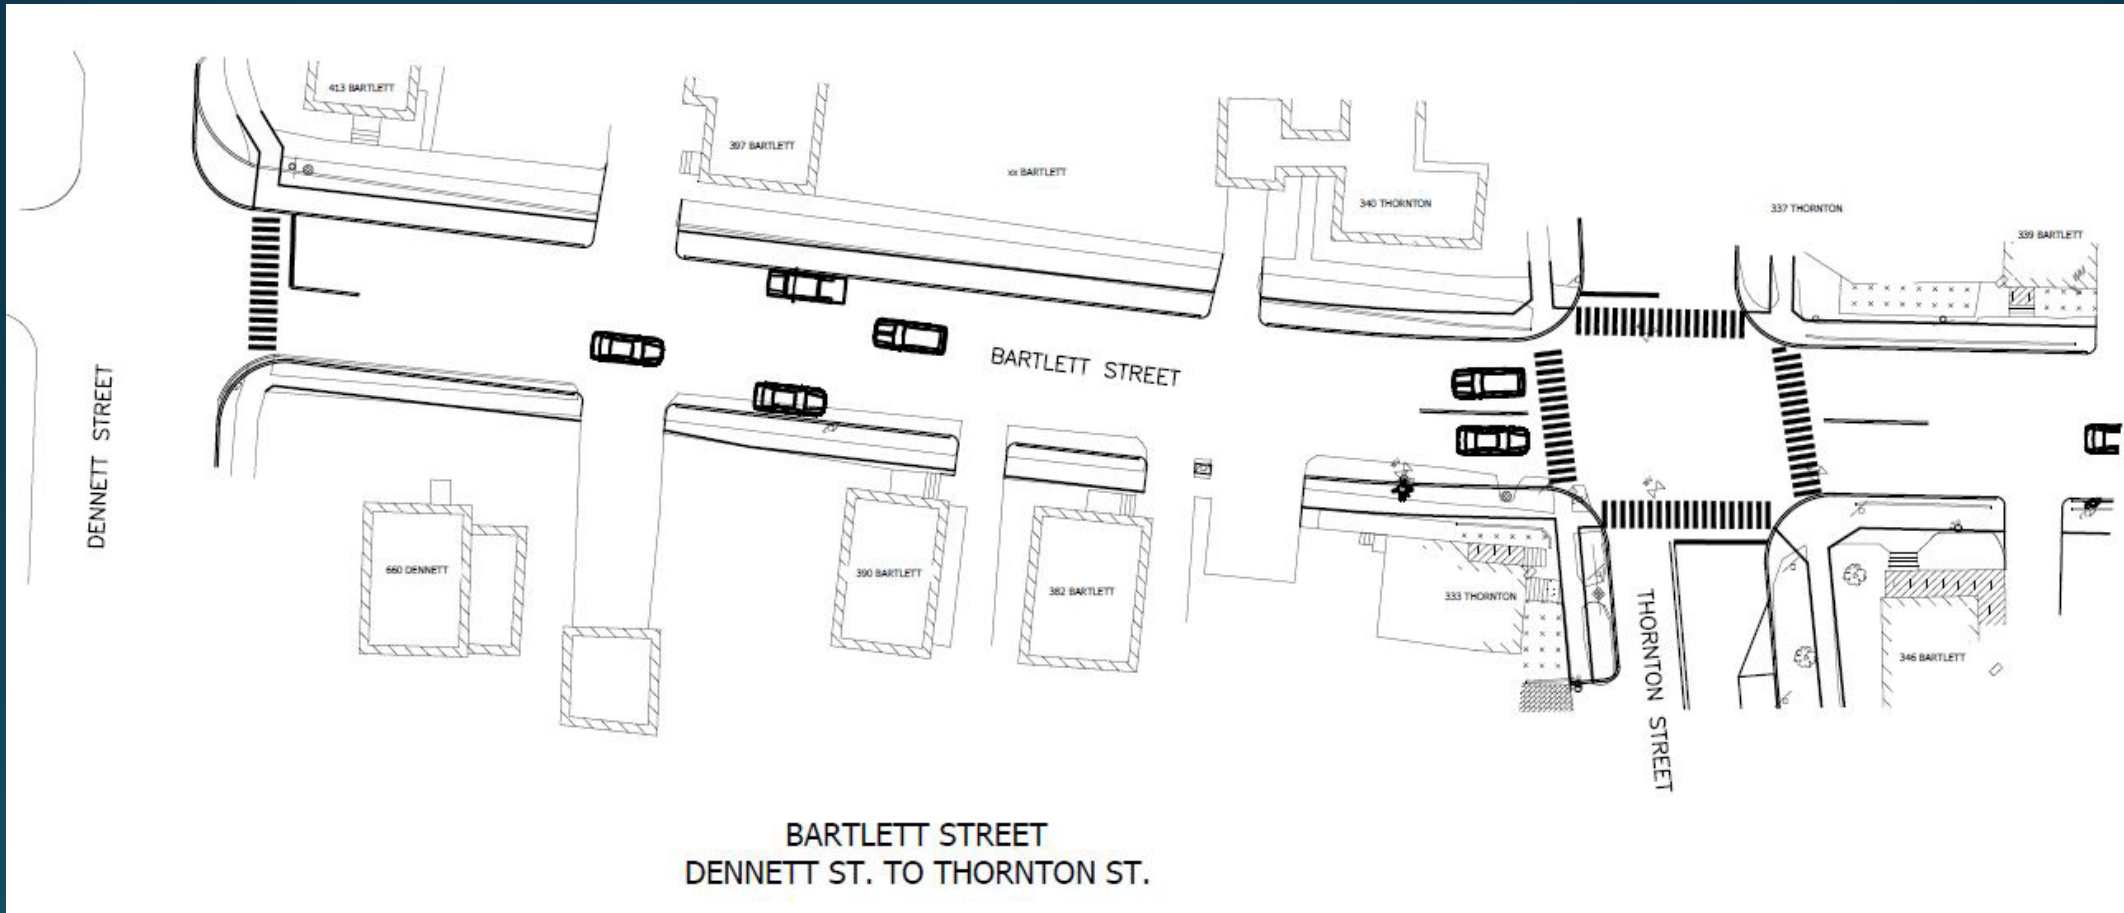 413 BARTLETT
397 BARTLETT
xx BARTLETT
340 THORNTON
337 THORNTON
339 BARTLETT
BARTLETT STREET
DENNETT STREET
660 DENNETT
390 BARTLETT
382 BARTLETT
333 THORNTON
THORNTON STREET
346 BARTLETT
BARTLETT STREET
DENNETT ST. TO THORNTON ST.